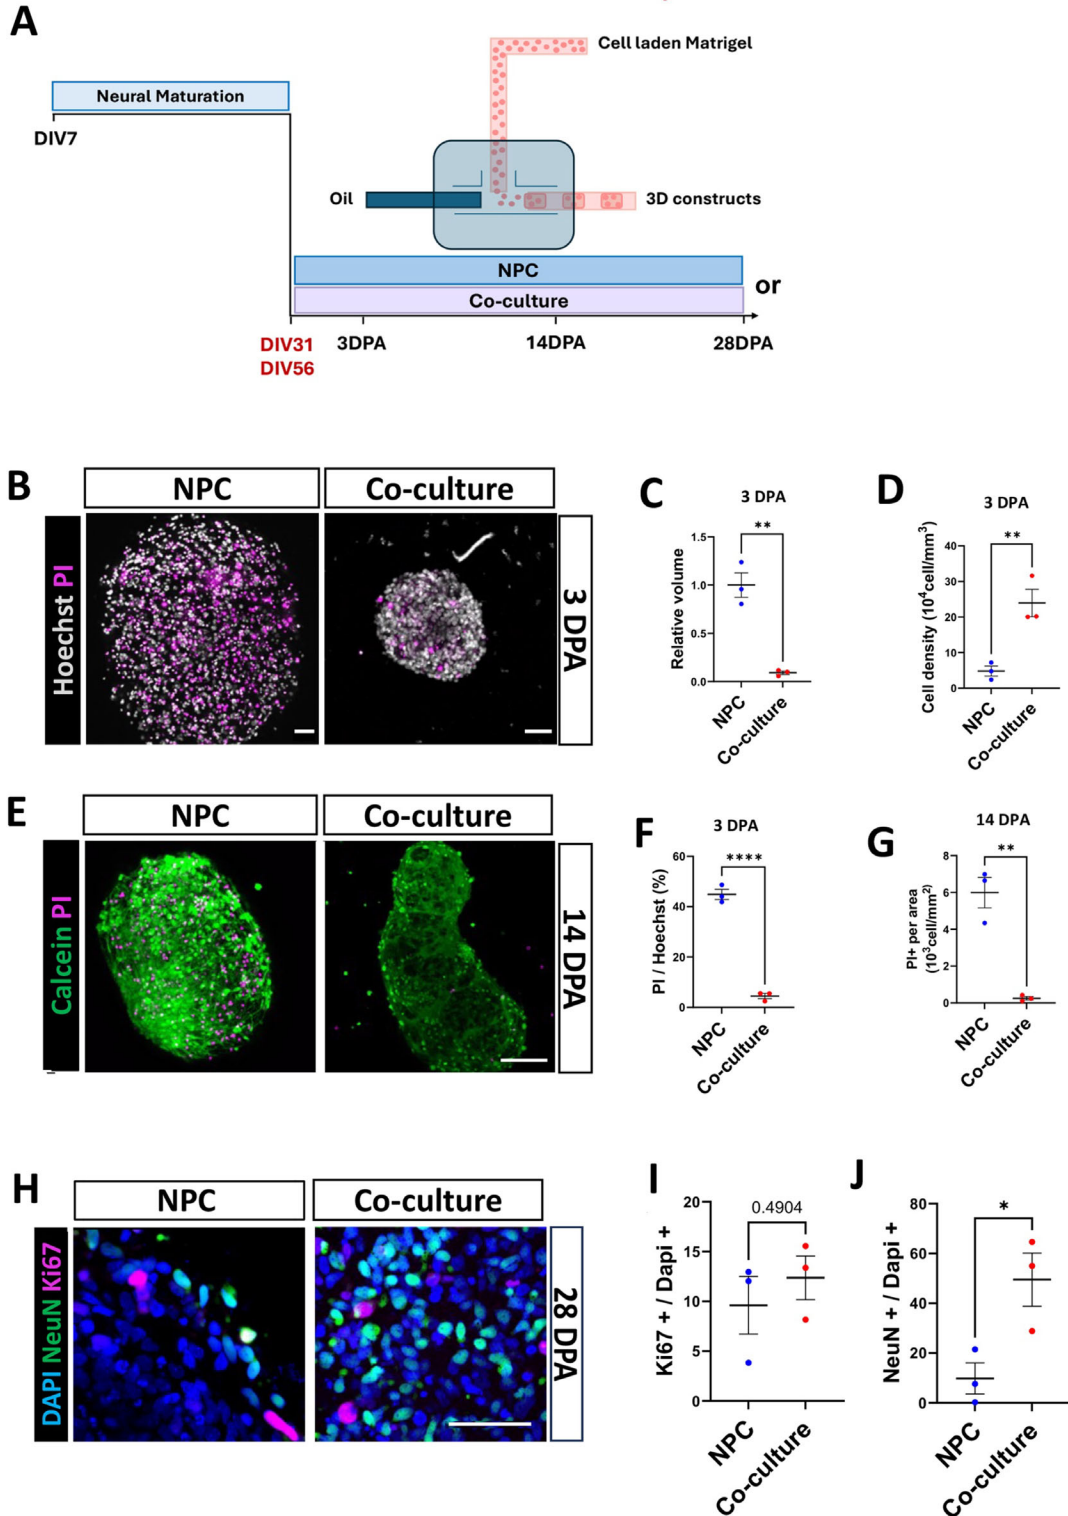 A
Cell laden Matrigel
Neural Maturation
DIV7
Oil
3D constructs
NPC
Co-culture
or
DIV31
DIV56
3DPA
14DPA
28DPA
B
NPC
Co-culture
Hoechst PI
3 DPA
C
3 DPA
**
Relative volume
1.5
1.0
0.5
0.0
NPC
Co-culture
D
3 DPA
**
Cell density (10⁴cell/mm³)
40
30
20
10
0
NPC
Co-culture
E
NPC
Co-culture
Calcein PI
14 DPA
F
3 DPA
****
PI / Hoechst (%)
60
40
20
0
NPC
Co-culture
G
14 DPA
**
PI+ per area
(10³cell/mm²)
8
6
4
2
0
NPC
Co-culture
H
NPC
Co-culture
DAPI NeuN Ki67
28 DPA
I
0.4904
Ki67 + / Dapi +
20
15
10
5
0
NPC
Co-culture
J
*
NeuN + / Dapi +
80
60
40
20
0
NPC
Co-culture